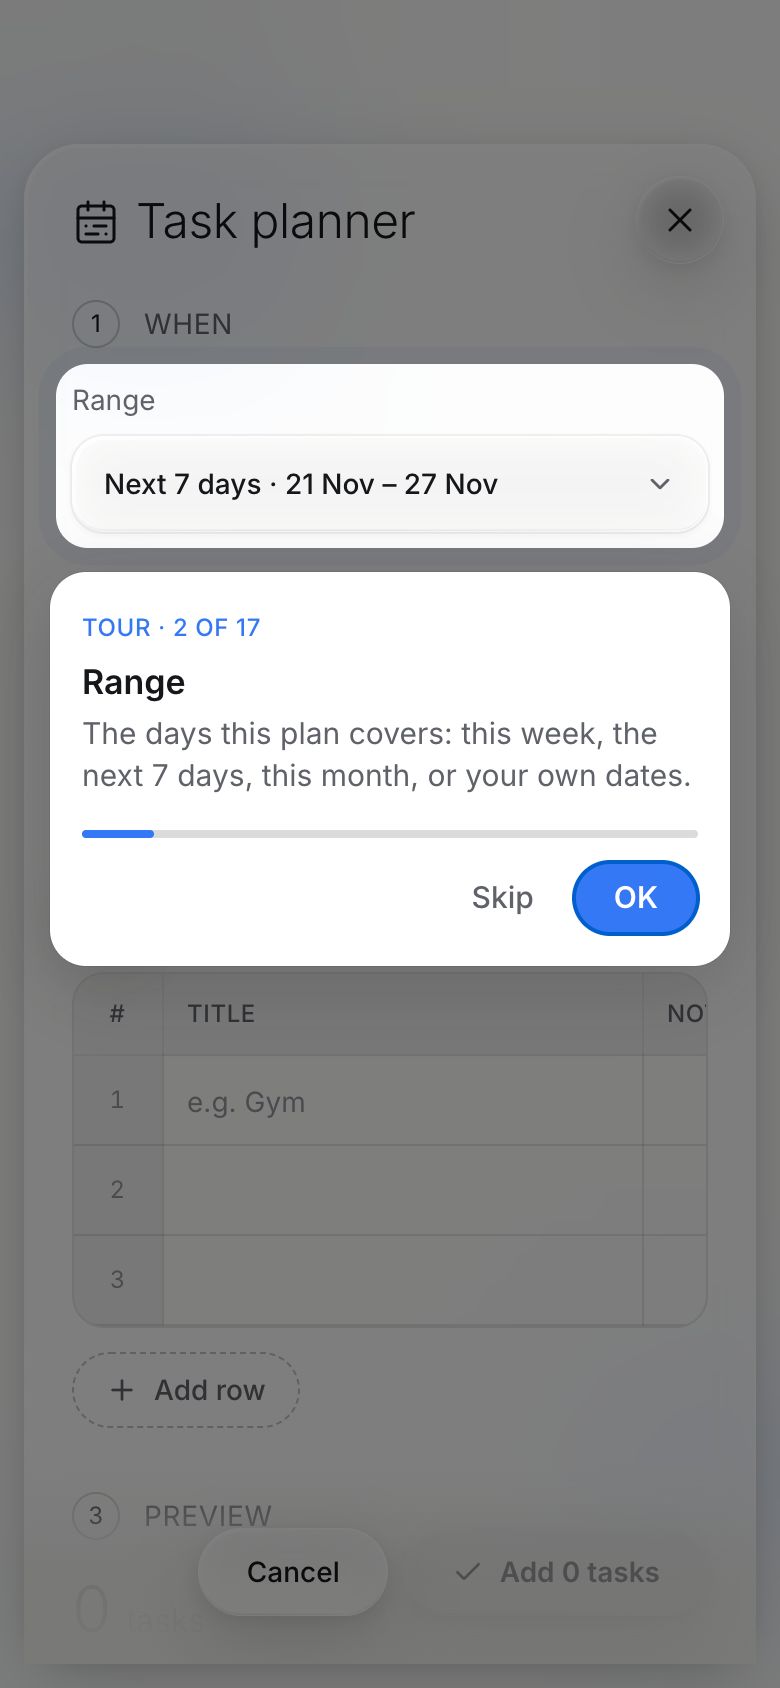 Task planner
1 WHEN
Range
Next 7 days · 21 Nov – 27 Nov
TOUR · 2 OF 17
Range
The days this plan covers: this week, the
next 7 days, this month, or your own dates.
Skip OK
# TITLE NO
1 e.g. Gym
2
3
+ Add row
3 PREVIEW
Cancel Add 0 tasks
0 tasks